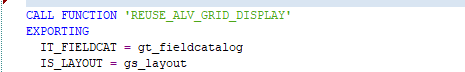 CALL FUNCTION 'REUSE_ALV_GRID_DISPLAY'
EXPORTING
IT_FIELDCAT = gt_fieldcatalog
IS_LAYOUT = gs_layout